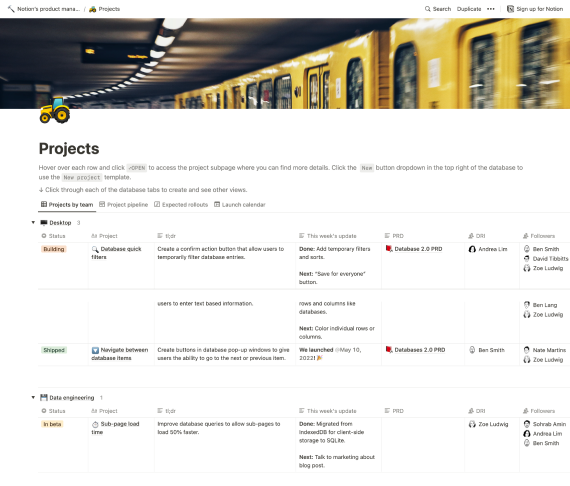 Notion's product mana... / Projects
Search Duplicate ••• Sign up for Notion
Projects
Hover over each row and click ↗OPEN to access the project subpage where you can find more details. Click the New button dropdown in the top right of the database to
use the New project template.
↓ Click through each of the database tabs to create and see other views.
Projects by team Project pipeline Expected rollouts Launch calendar
Desktop 3
Status Project tl;dr This week's update PRD DRI Followers
Building Database quick Create a confirm action button that allow users to Done: Add temporary filters Database 2.0 PRD Andrea Lim Ben Smith
filters temporarily filter database entries. and sorts. David Tibbitts
Next: "Save for everyone" Zoe Ludwig
button.
users to enter text based information. rows and columns like Ben Lang
databases. Zoe Ludwig
Next: Color individual rows or
columns.
Shipped Navigate between Create buttons in database pop-up windows to give We launched @May 10, Databases 2.0 PRD Ben Smith Nate Martins
database items users the ability to go to the next or previous item. 2022! Zoe Ludwig
Data engineering 1
Status Project tl;dr This week's update PRD DRI Followers
In beta Sub-page load Improve database queries to allow sub-pages to Done: Migrated from Zoe Ludwig Sohrab Amin
time load 50% faster. IndexedDB for client-side Andrea Lim
storage to SQLite. Ben Smith
Next: Talk to marketing about
blog post.